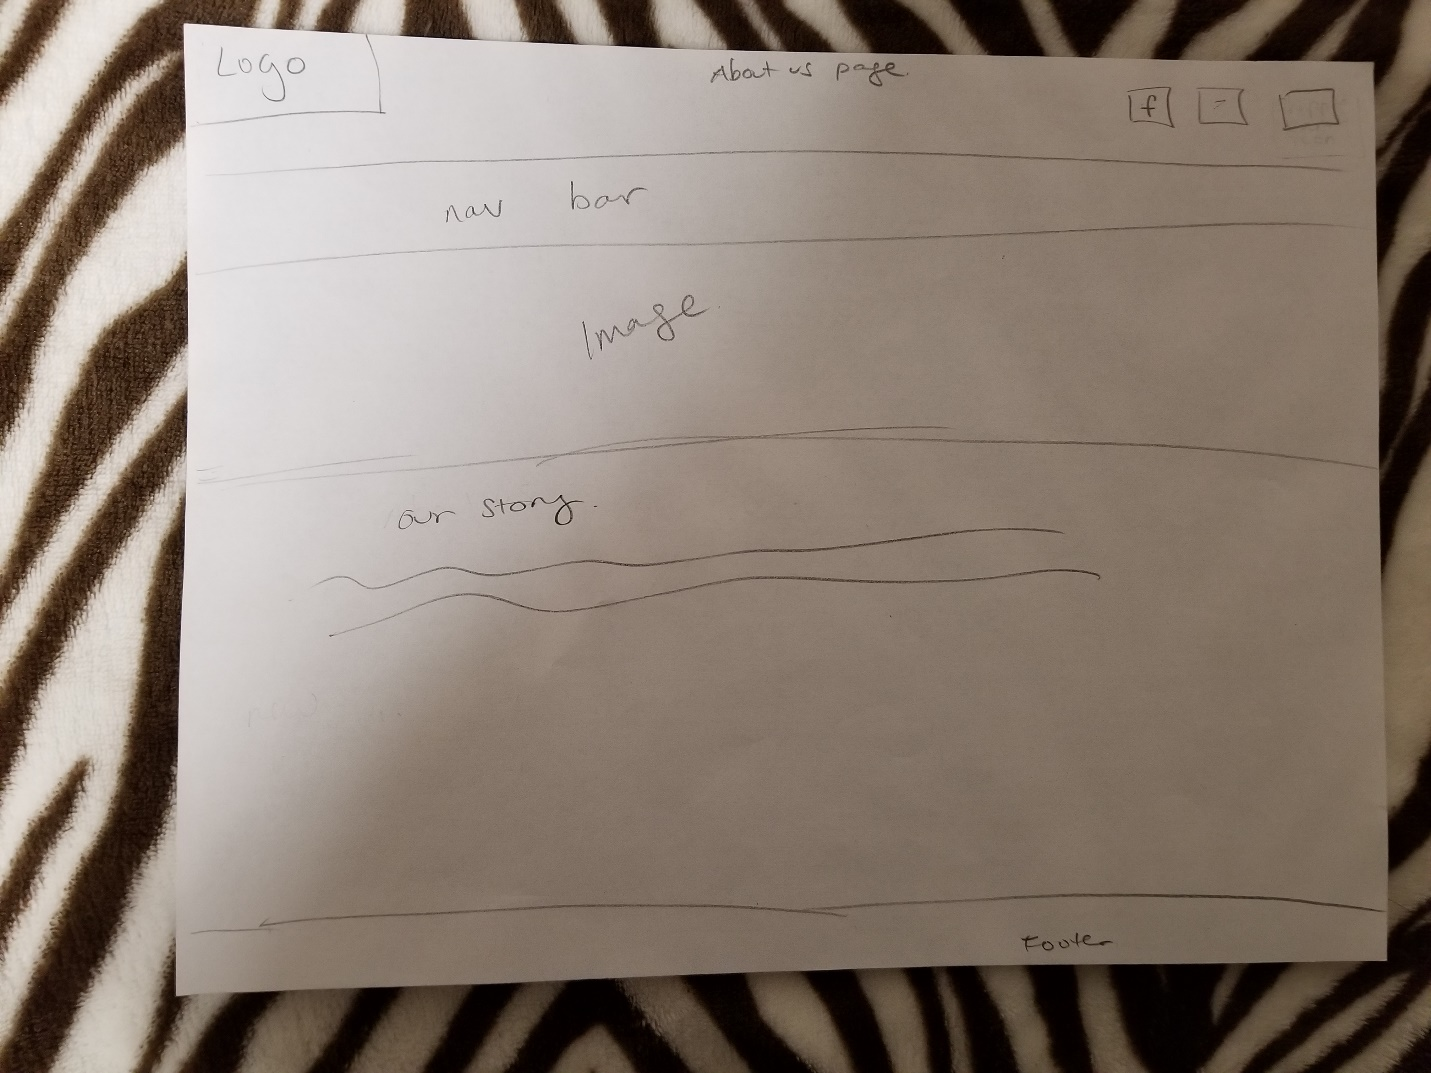 Logo
About us page.
f
nav bar
Image.
our story.
Footer